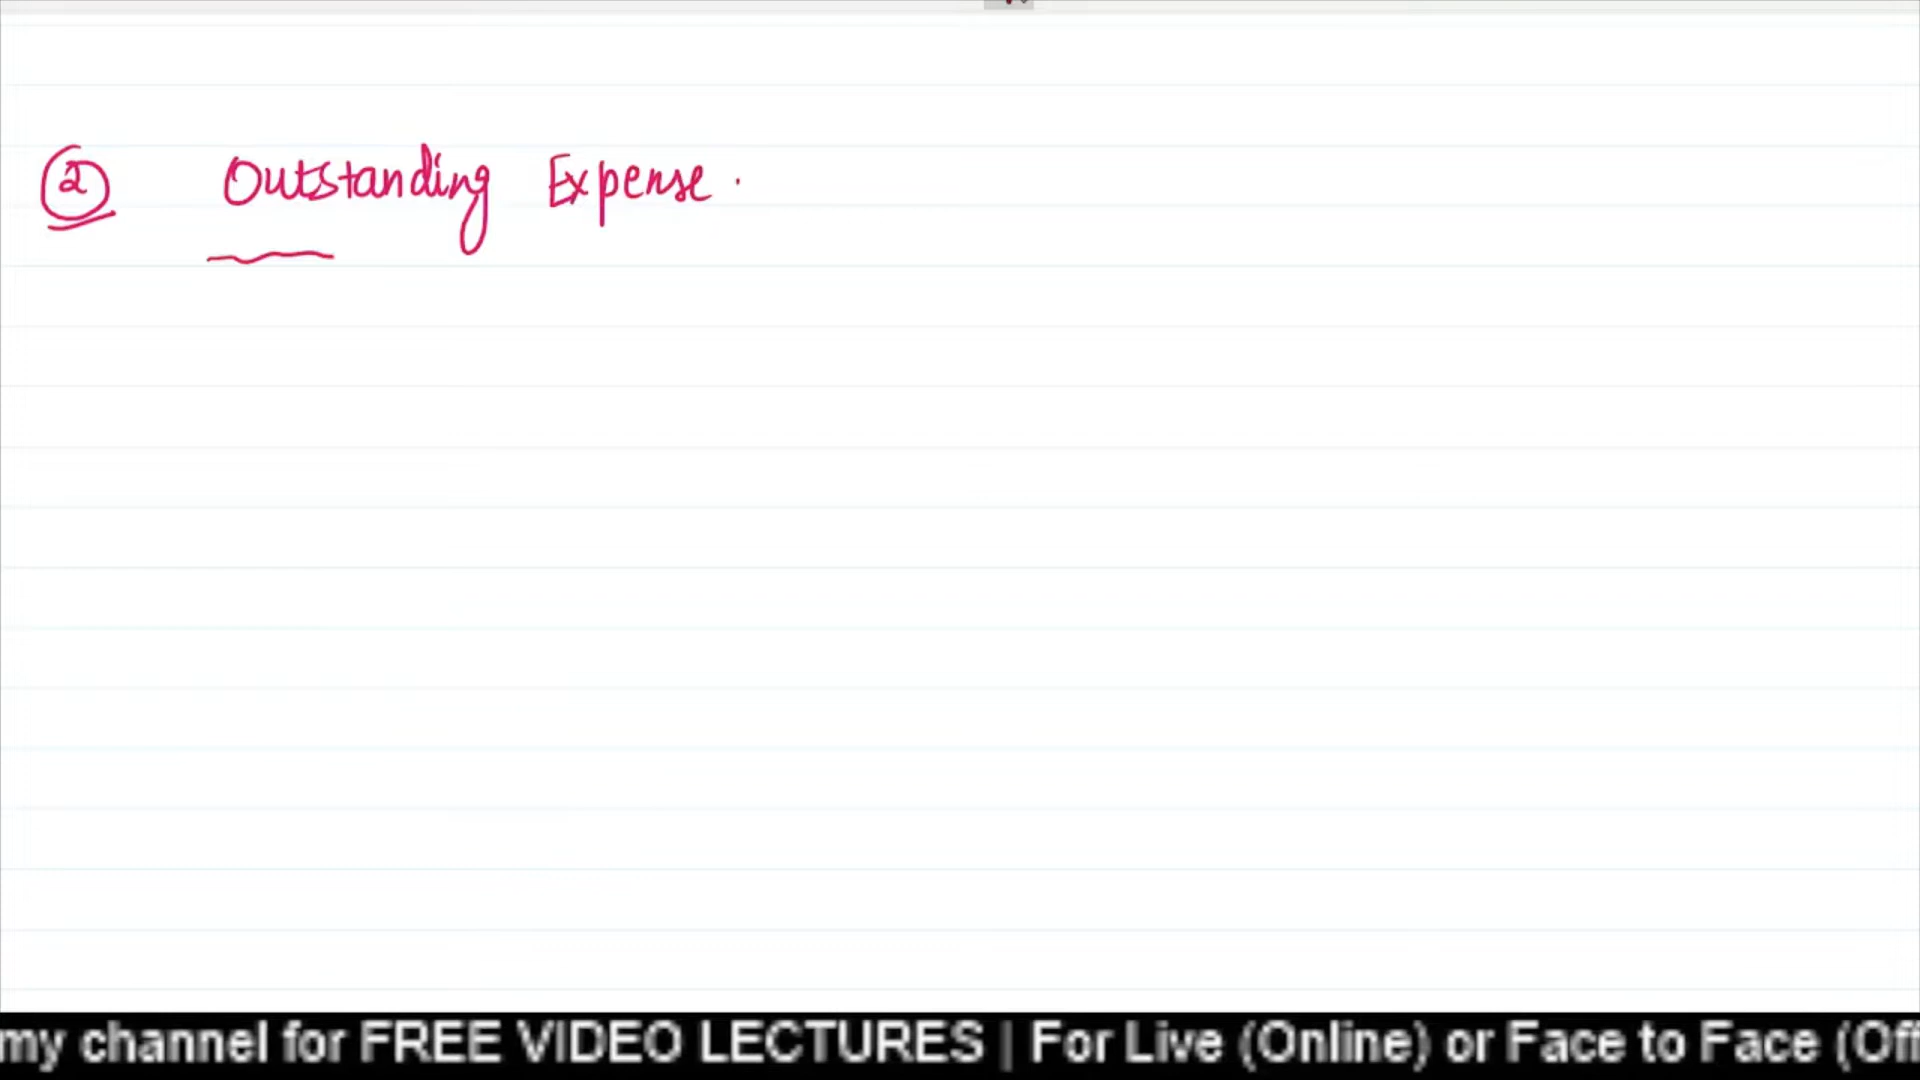 ② Outstanding Expense.
my channel for FREE VIDEO LECTURES | For Live (Online) or Face to Face (Off